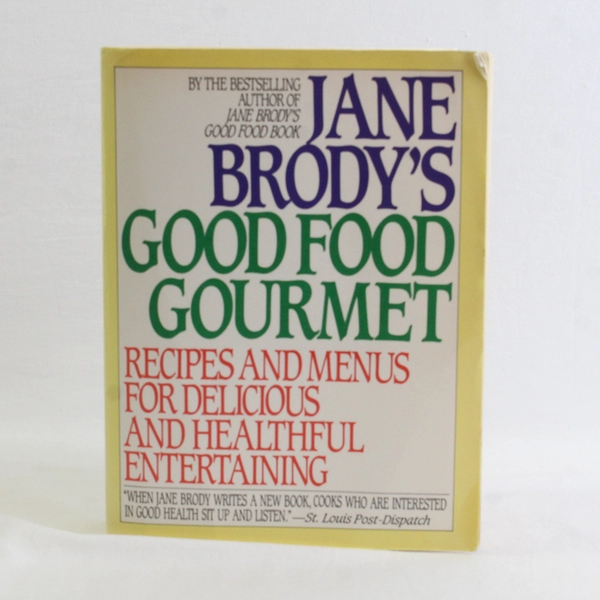 BY THE BESTSELLING
AUTHOR OF
JANE BRODY'S
GOOD FOOD BOOK
JANE
BRODY'S
GOOD FOOD
GOURMET
RECIPES AND MENUS
FOR DELICIOUS
AND HEALTHFUL
ENTERTAINING
"WHEN JANE BRODY WRITES A NEW BOOK, COOKS WHO ARE INTERESTED
IN GOOD HEALTH SIT UP AND LISTEN."—St. Louis Post-Dispatch